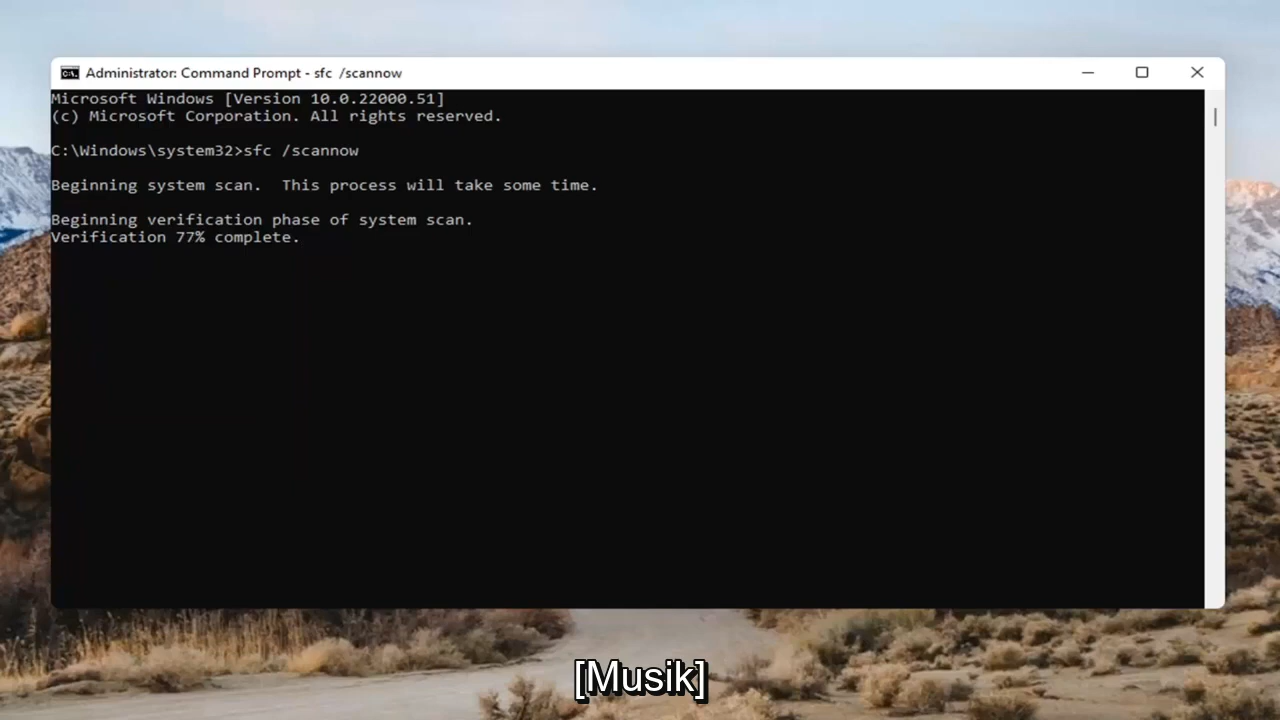 Administrator: Command Prompt - sfc  /scannow
Microsoft Windows [Version 10.0.22000.51]
(c) Microsoft Corporation. All rights reserved.
C:\Windows\system32>sfc /scannow
Beginning system scan.  This process will take some time.
Beginning verification phase of system scan.
Verification 77% complete.
[Musik]